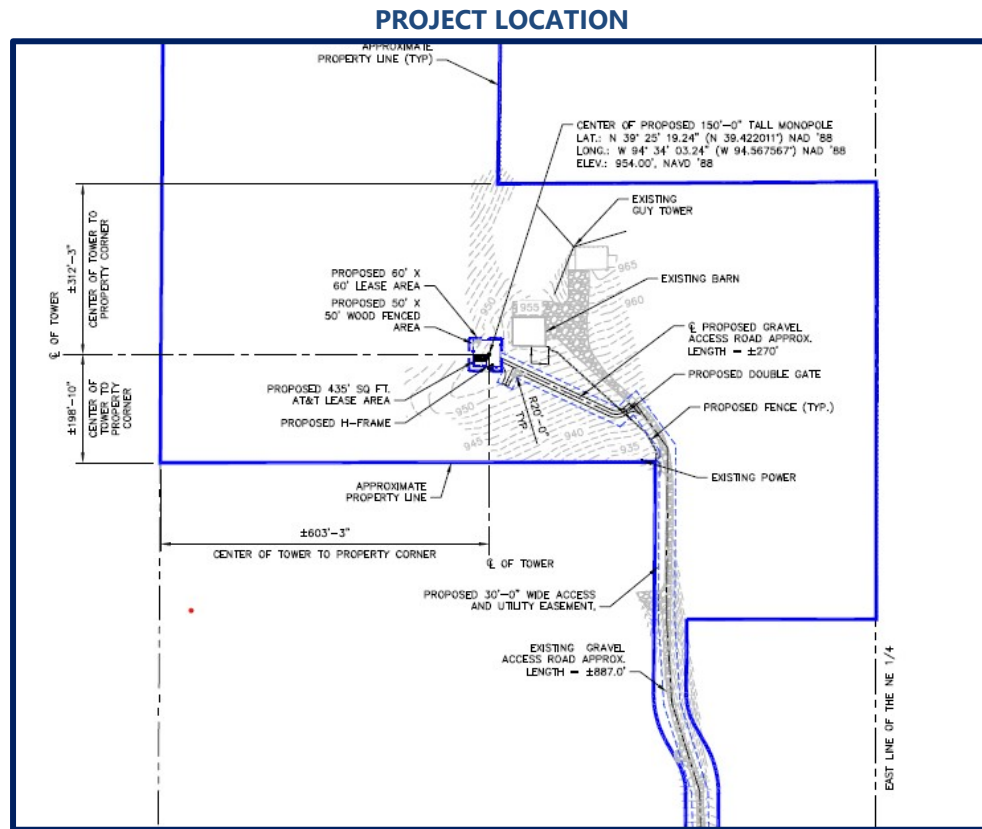 PROJECT LOCATION
APPROXIMATE
PROPERTY LINE (TYP)
CENTER OF PROPOSED 150'-0" TALL MONOPOLE
LAT.: N 39° 25' 19.24" (N 39.422011°) NAD '88
LONG.: W 94° 34' 03.24" (W 94.567567°) NAD '88
ELEV.: 954.00', NAVD '88
EXISTING
GUY TOWER
965
EXISTING BARN
960
955
950
PROPOSED 60' X
60' LEASE AREA
PROPOSED 50' X
50' WOOD FENCED
AREA
±312'-3"
CENTER OF
TOWER TO
PROPERTY
CORNER
℄ OF TOWER
±198'-10"
CENTER OF
TOWER TO
PROPERTY
CORNER
℄ PROPOSED GRAVEL
ACCESS ROAD APPROX.
LENGTH = ±270'
PROPOSED DOUBLE GATE
PROPOSED FENCE (TYP.)
PROPOSED 435' SQ FT.
AT&T LEASE AREA
PROPOSED H-FRAME
R20'-0"
TYP
950
945
940
935
EXISTING POWER
APPROXIMATE
PROPERTY LINE
±603'-3"
CENTER OF TOWER TO PROPERTY CORNER
℄ OF TOWER
PROPOSED 30'-0" WIDE ACCESS
AND UTILITY EASEMENT,
EXISTING GRAVEL
ACCESS ROAD APPROX.
LENGTH = ±887.0'
EAST LINE OF THE NE 1/4